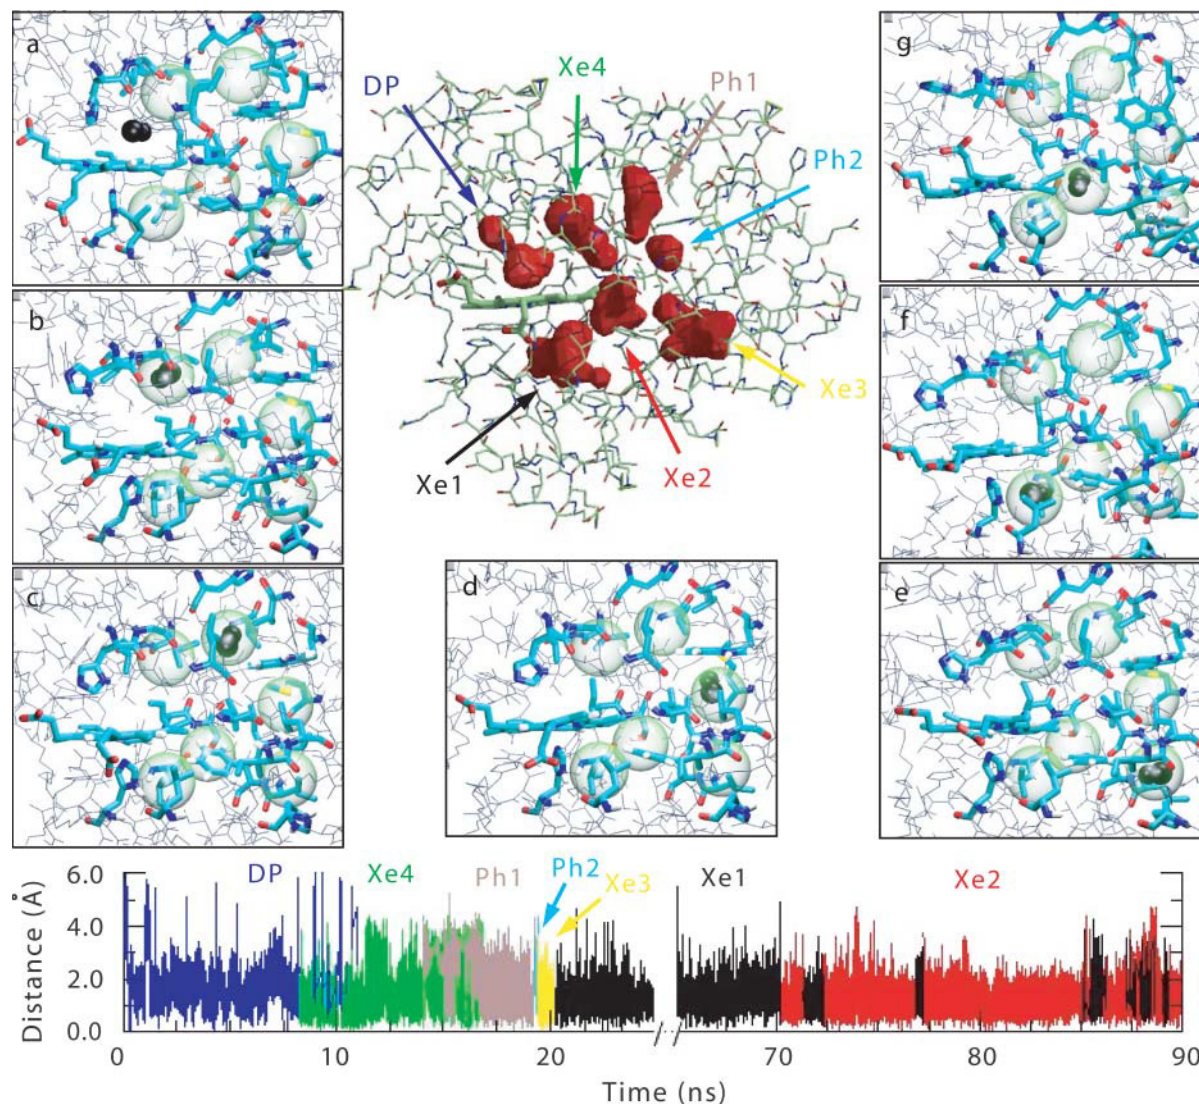 a
g
DP
Xe4
Ph1
Ph2
b
f
Xe3
Xe2
Xe1
c
d
e
DP
Xe4
Ph1
Ph2
Xe3
Xe1
Xe2
Distance (Å)
6.0
4.0
2.0
0.0
0
10
20
70
80
90
Time (ns)